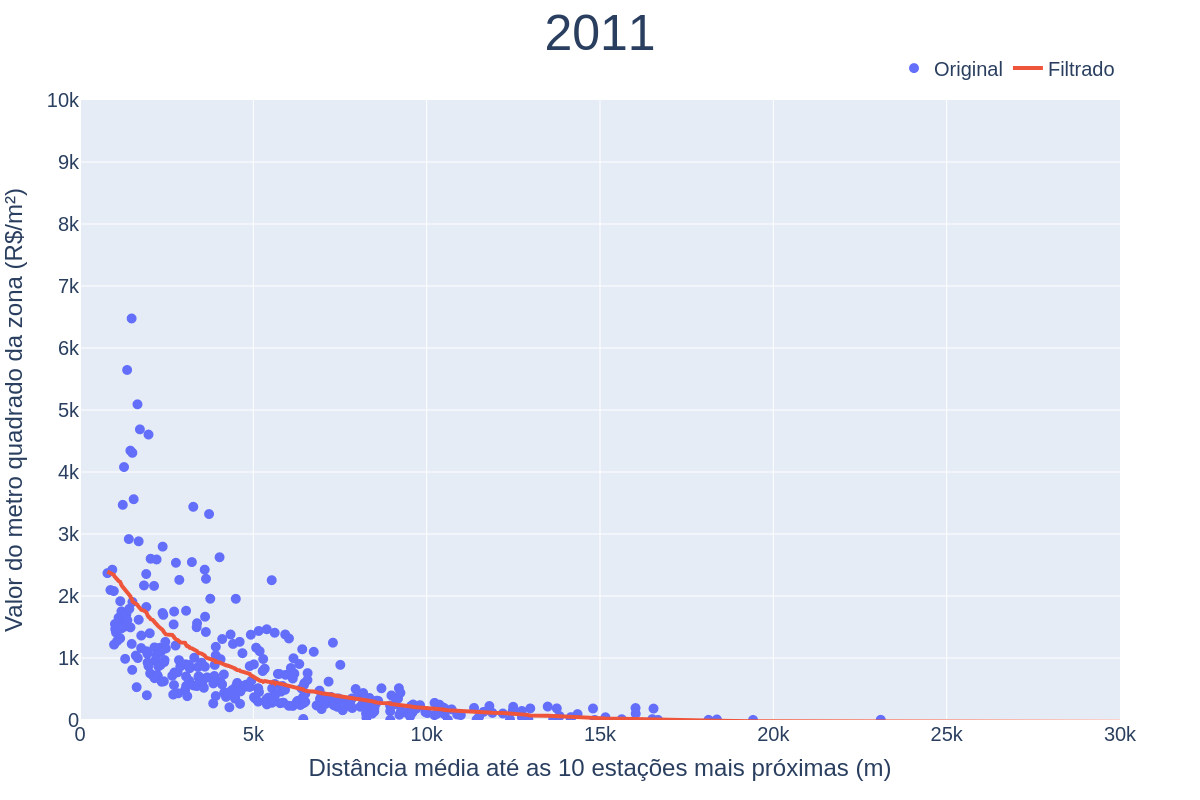 2011
Original
Filtrado
Valor do metro quadrado da zona (R$/m²)
10k
9k
8k
7k
6k
5k
4k
3k
2k
1k
0
0 5k 10k 15k 20k 25k 30k
Distância média até as 10 estações mais próximas (m)